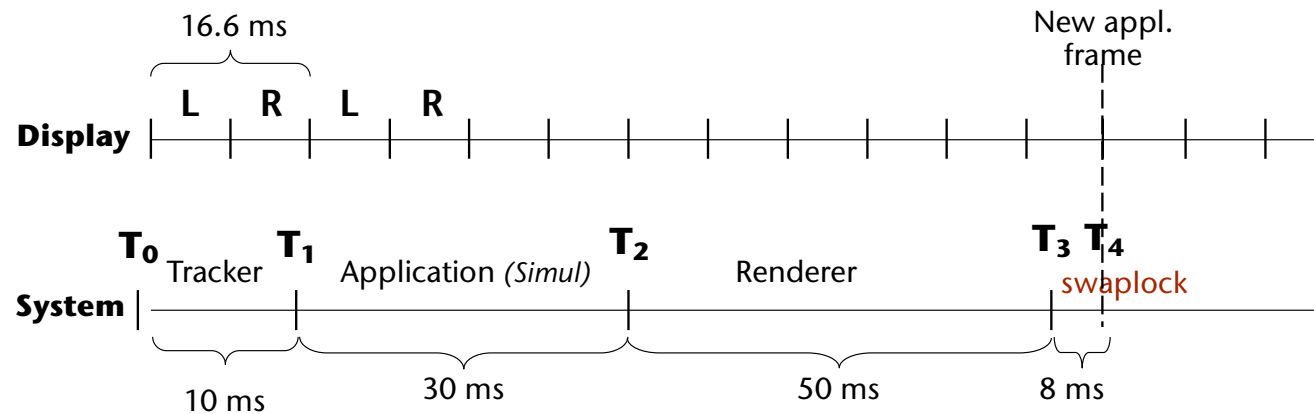 16.6 ms
New appl.
frame
L R L R
Display
T₀ T₁ T₂ T₃ T₄
Tracker Application (Simul) Renderer swaplock
System
10 ms 30 ms 50 ms 8 ms